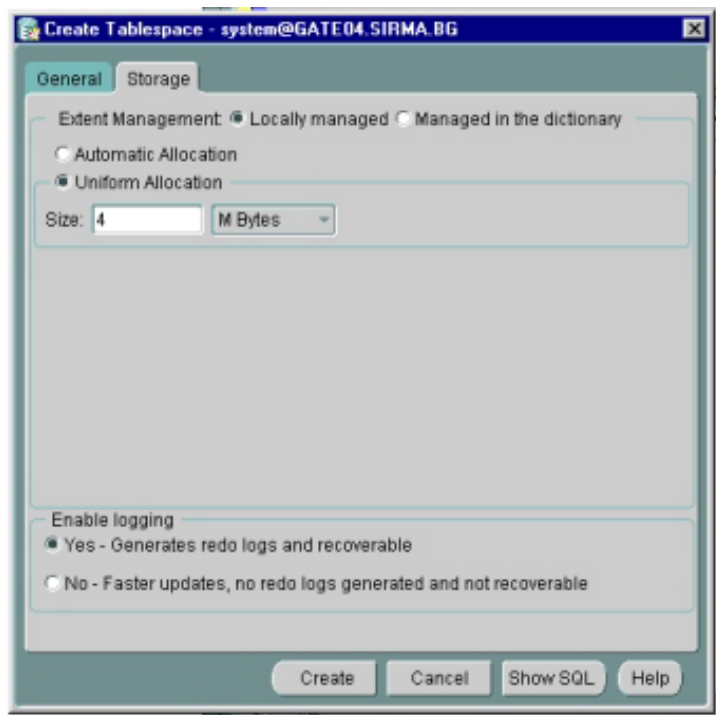 Create Tablespace - system@GATE04.SIRMA.BG
General Storage
Extent Management: Locally managed Managed in the dictionary
Automatic Allocation
Uniform Allocation
Size: 4 M Bytes
Enable logging
Yes - Generates redo logs and recoverable
No - Faster updates, no redo logs generated and not recoverable
Create Cancel Show SQL Help